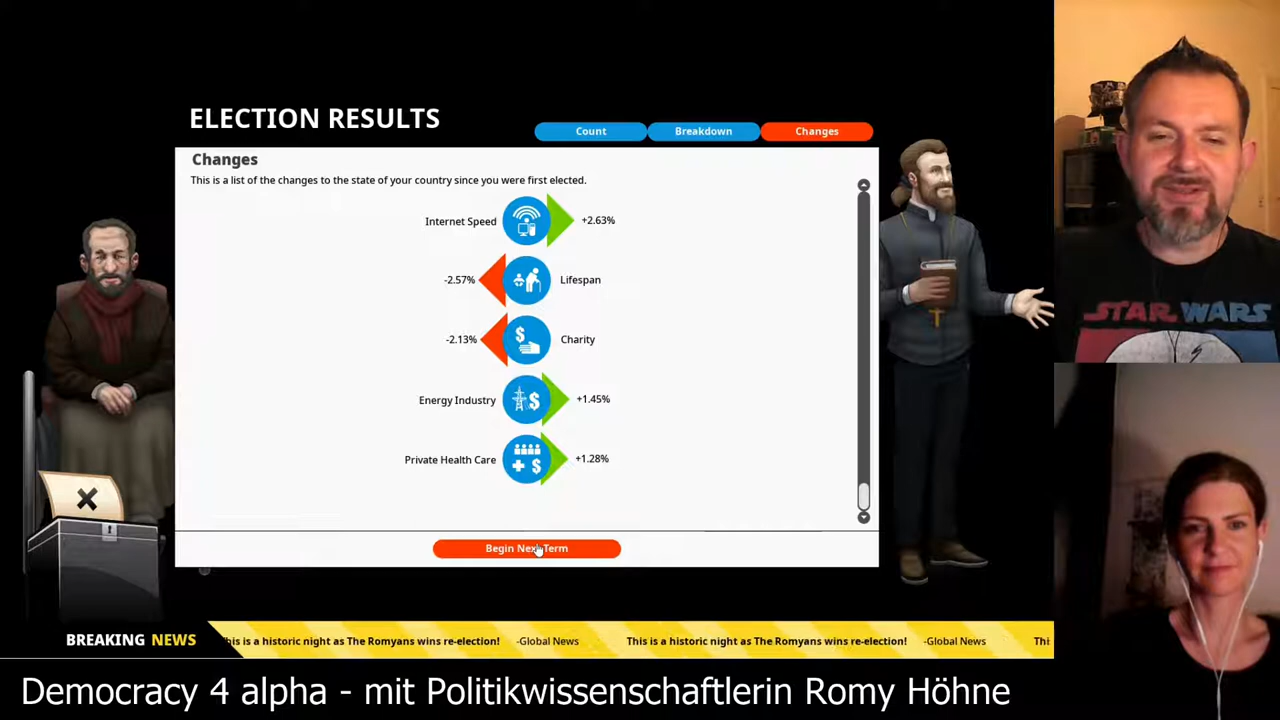 ELECTION RESULTS
Count
Breakdown
Changes
Changes
This is a list of the changes to the state of your country since you were first elected.
Internet Speed
+2.63%
-2.57%
Lifespan
-2.13%
Charity
Energy Industry
+1.45%
Private Health Care
+1.28%
Begin Next Term
BREAKING NEWS
his is a historic night as The Romyans wins re-election! -Global News
This is a historic night as The Romyans wins re-election! -Global News
Thi
STAR WARS
Democracy 4 alpha - mit Politikwissenschaftlerin Romy Höhne